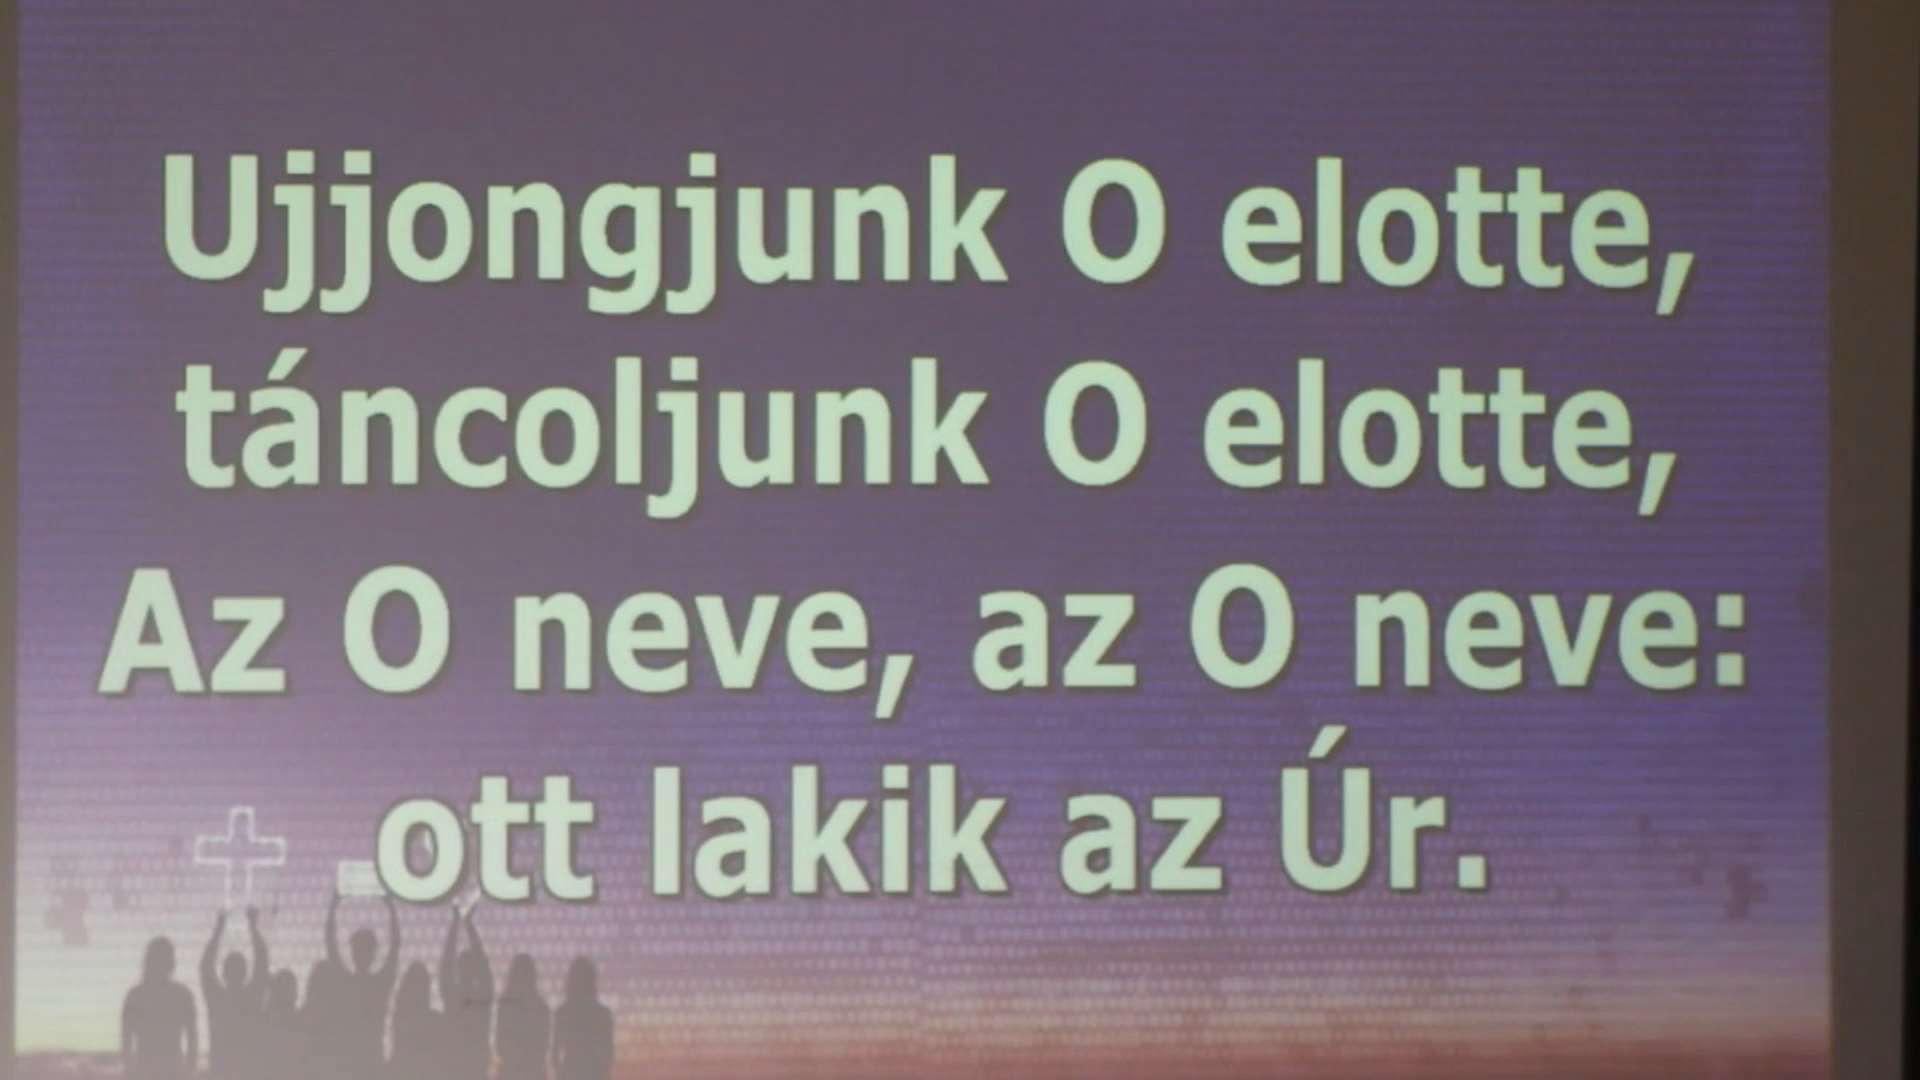 Ujjongjunk O elotte,
táncoljunk O elotte,
Az O neve, az O neve:
ott lakik az Úr.